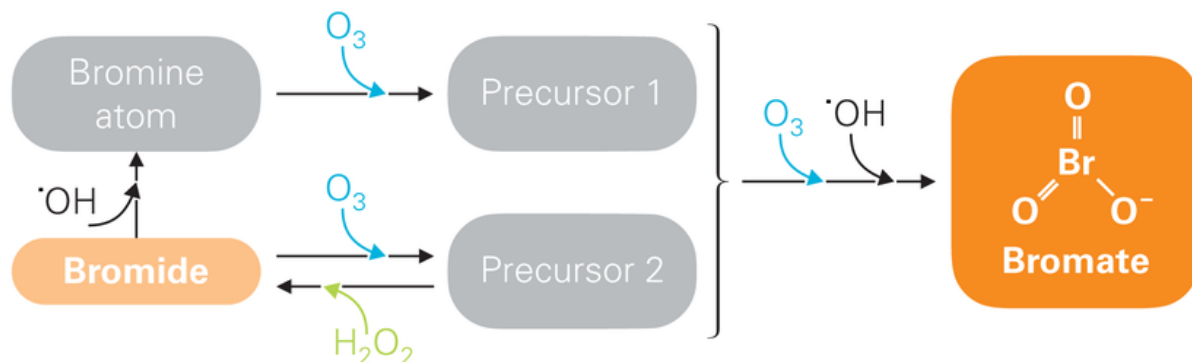 O₃
Bromine
atom
Precursor 1
O₃
•OH
O
Br
O
O⁻
Bromate
•OH
O₃
Bromide
Precursor 2
H₂O₂